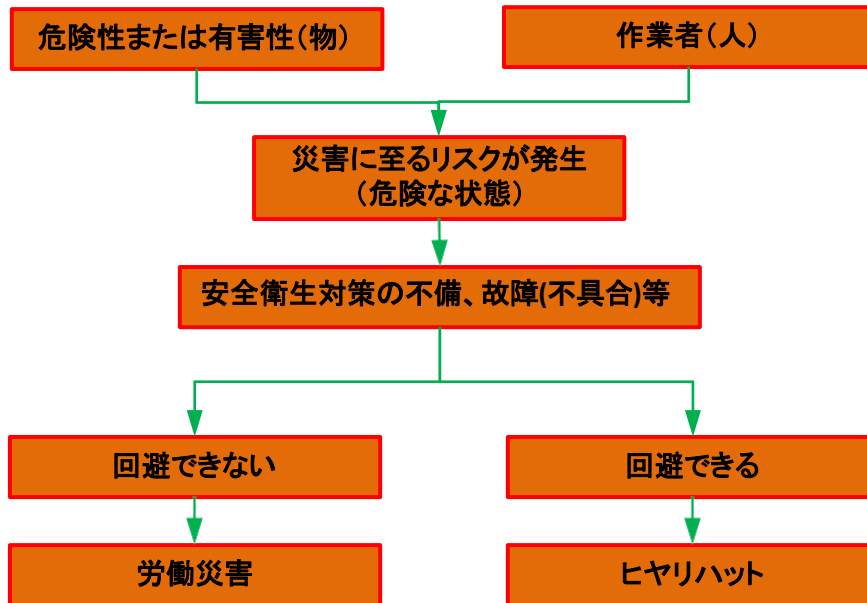 危険性または有害性(物)
作業者(人)
災害に至るリスクが発生
(危険な状態)
安全衛生対策の不備、故障(不具合)等
回避できない
回避できる
労働災害
ヒヤリハット